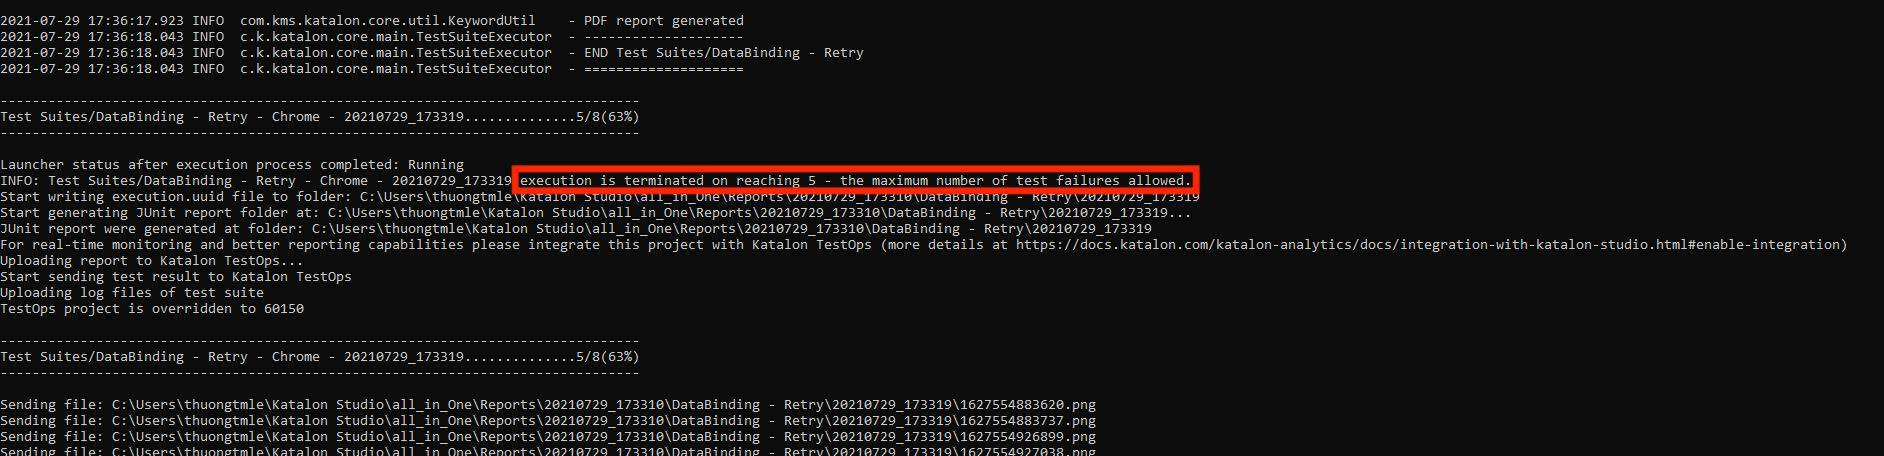 2021-07-29 17:36:17.923 INFO  com.kms.katalon.core.util.KeywordUtil    - PDF report generated
2021-07-29 17:36:18.043 INFO  c.k.katalon.core.main.TestSuiteExecutor  - --------------------
2021-07-29 17:36:18.043 INFO  c.k.katalon.core.main.TestSuiteExecutor  - END Test Suites/DataBinding - Retry
2021-07-29 17:36:18.043 INFO  c.k.katalon.core.main.TestSuiteExecutor  - ====================
--------------------------------------------------------------------------------
Test Suites/DataBinding - Retry - Chrome - 20210729_173319..............5/8(63%)
--------------------------------------------------------------------------------
Launcher status after execution process completed: Running
INFO: Test Suites/DataBinding - Retry - Chrome - 20210729_173319 execution is terminated on reaching 5 - the maximum number of test failures allowed.
Start writing execution.uuid file to folder: C:\Users\thuongtmle\Katalon Studio\all_in_One\Reports\20210729_173310\DataBinding - Retry\20210729_173319
Start generating JUnit report folder at: C:\Users\thuongtmle\Katalon Studio\all_in_One\Reports\20210729_173310\DataBinding - Retry\20210729_173319...
JUnit report were generated at folder: C:\Users\thuongtmle\Katalon Studio\all_in_One\Reports\20210729_173310\DataBinding - Retry\20210729_173319
For real-time monitoring and better reporting capabilities please integrate this project with Katalon TestOps (more details at https://docs.katalon.com/katalon-analytics/docs/integration-with-katalon-studio.html#enable-integration)
Uploading report to Katalon TestOps...
Start sending test result to Katalon TestOps
Uploading log files of test suite
TestOps project is overridden to 60150
--------------------------------------------------------------------------------
Test Suites/DataBinding - Retry - Chrome - 20210729_173319..............5/8(63%)
--------------------------------------------------------------------------------
Sending file: C:\Users\thuongtmle\Katalon Studio\all_in_One\Reports\20210729_173310\DataBinding - Retry\20210729_173319\1627554883620.png
Sending file: C:\Users\thuongtmle\Katalon Studio\all_in_One\Reports\20210729_173310\DataBinding - Retry\20210729_173319\1627554883737.png
Sending file: C:\Users\thuongtmle\Katalon Studio\all_in_One\Reports\20210729_173310\DataBinding - Retry\20210729_173319\1627554926899.png
Sending file: C:\Users\thuongtmle\Katalon Studio\all_in_One\Reports\20210729_173310\DataBinding - Retry\20210729_173319\1627554927038.png